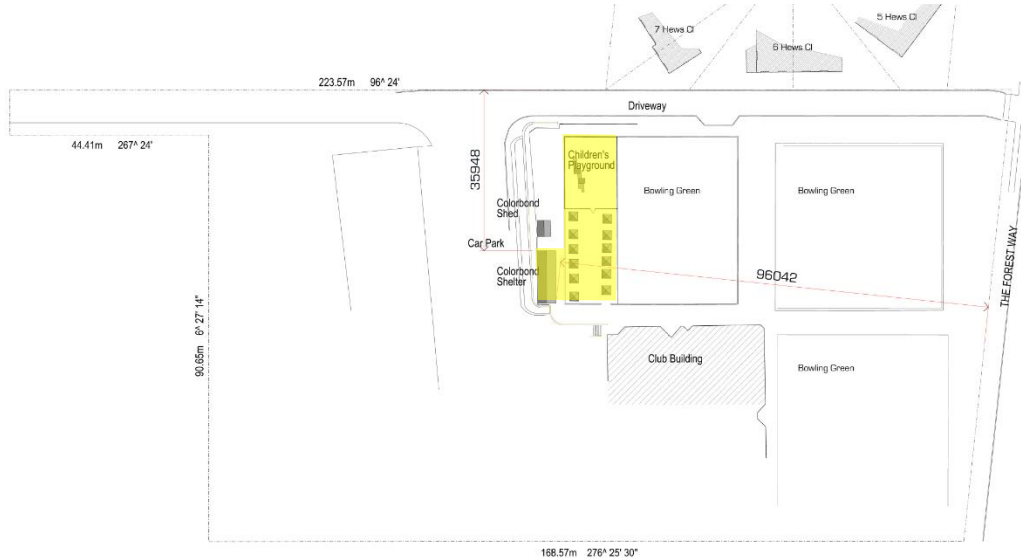 5 Hews Cl
7 Hews Cl
6 Hews Cl
223.57m 96^ 24'
Driveway
44.41m 267^ 24'
Children's
Playground
35948
Bowling Green
Bowling Green
Colorbond
Shed
Car Park
Colorbond
Shelter
96042
THE FOREST WAY
90.65m 6^ 27' 14"
Club Building
Bowling Green
168.57m 276^ 25' 30"